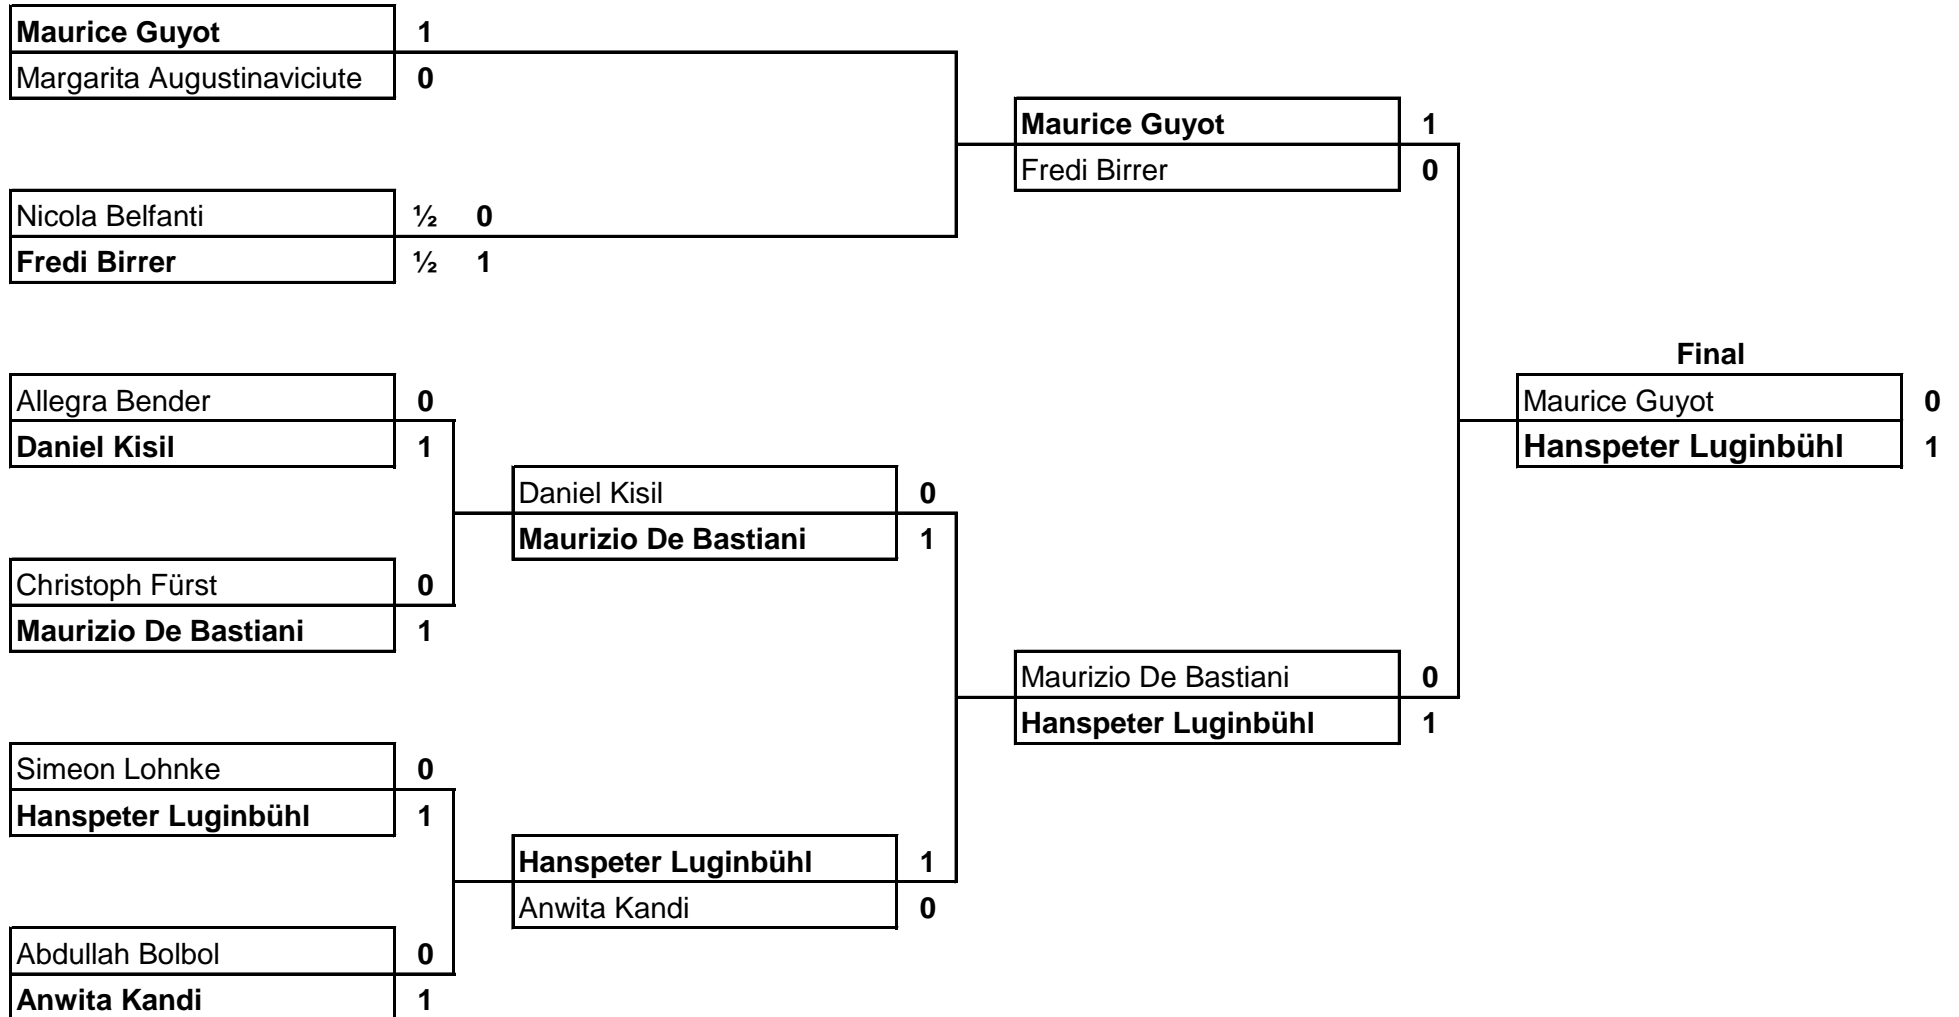 Maurice Guyot 1
Margarita Augustinaviciute 0
Maurice Guyot 1
Fredi Birrer 0
Nicola Belfanti ½ 0
Fredi Birrer ½ 1
Final
Allegra Bender 0
Maurice Guyot 0
Daniel Kisil 1
Hanspeter Luginbühl 1
Daniel Kisil 0
Maurizio De Bastiani 1
Christoph Fürst 0
Maurizio De Bastiani 1
Maurizio De Bastiani 0
Hanspeter Luginbühl 1
Simeon Lohnke 0
Hanspeter Luginbühl 1
Hanspeter Luginbühl 1
Anwita Kandi 0
Abdullah Bolbol 0
Anwita Kandi 1